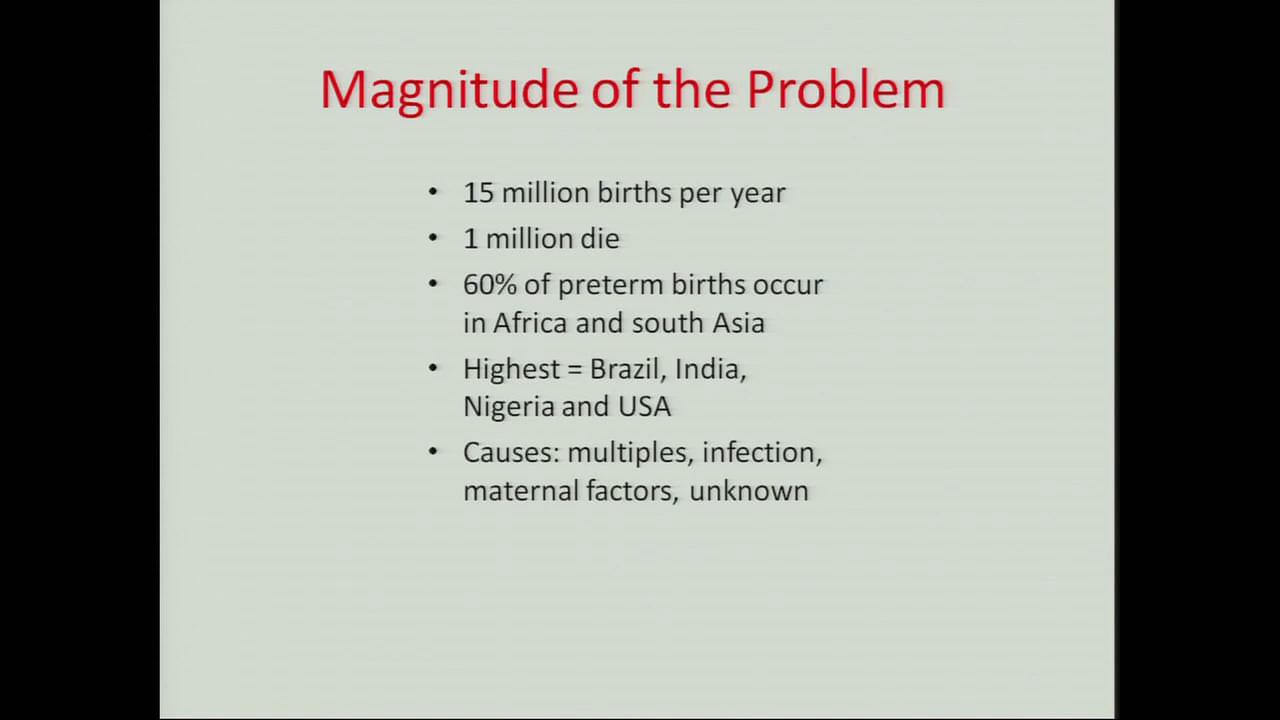 Magnitude of the Problem
• 15 million births per year
• 1 million die
• 60% of preterm births occur
in Africa and south Asia
• Highest = Brazil, India,
Nigeria and USA
• Causes: multiples, infection,
maternal factors, unknown